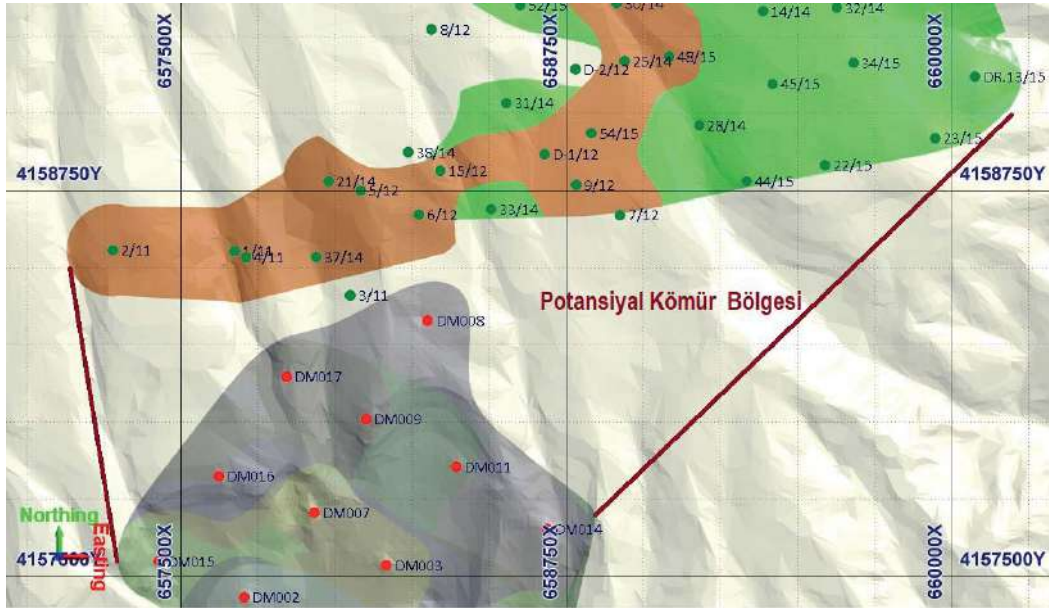 52/15
30/14
14/14
32/14
657500X
658750X
660000X
8/12
25/14
48/15
D-2/12
34/15
45/15
DR.13/15
31/14
54/15
28/14
23/15
38/14
D-1/12
15/12
22/15
4158750Y
21/14
5/12
9/12
44/15
4158750Y
6/12
33/14
7/12
2/11
1/11
4/11
37/14
3/11
Potansiyal Kömür Bölgesi
DM008
DM017
DM009
DM011
DM016
Northing
DM007
DM014
Easting
4157500Y
DM015
DM003
4157500Y
657500X
658750X
660000X
DM002